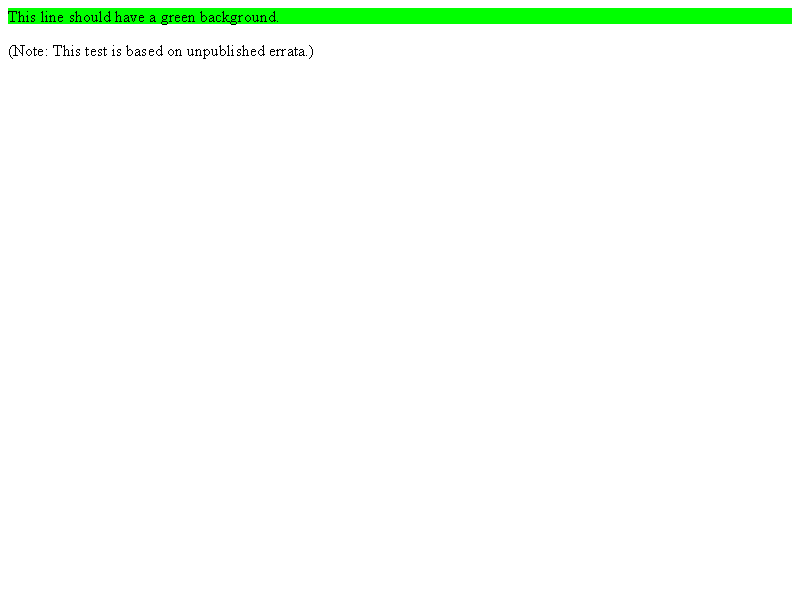 This line should have a green background.
(Note: This test is based on unpublished errata.)